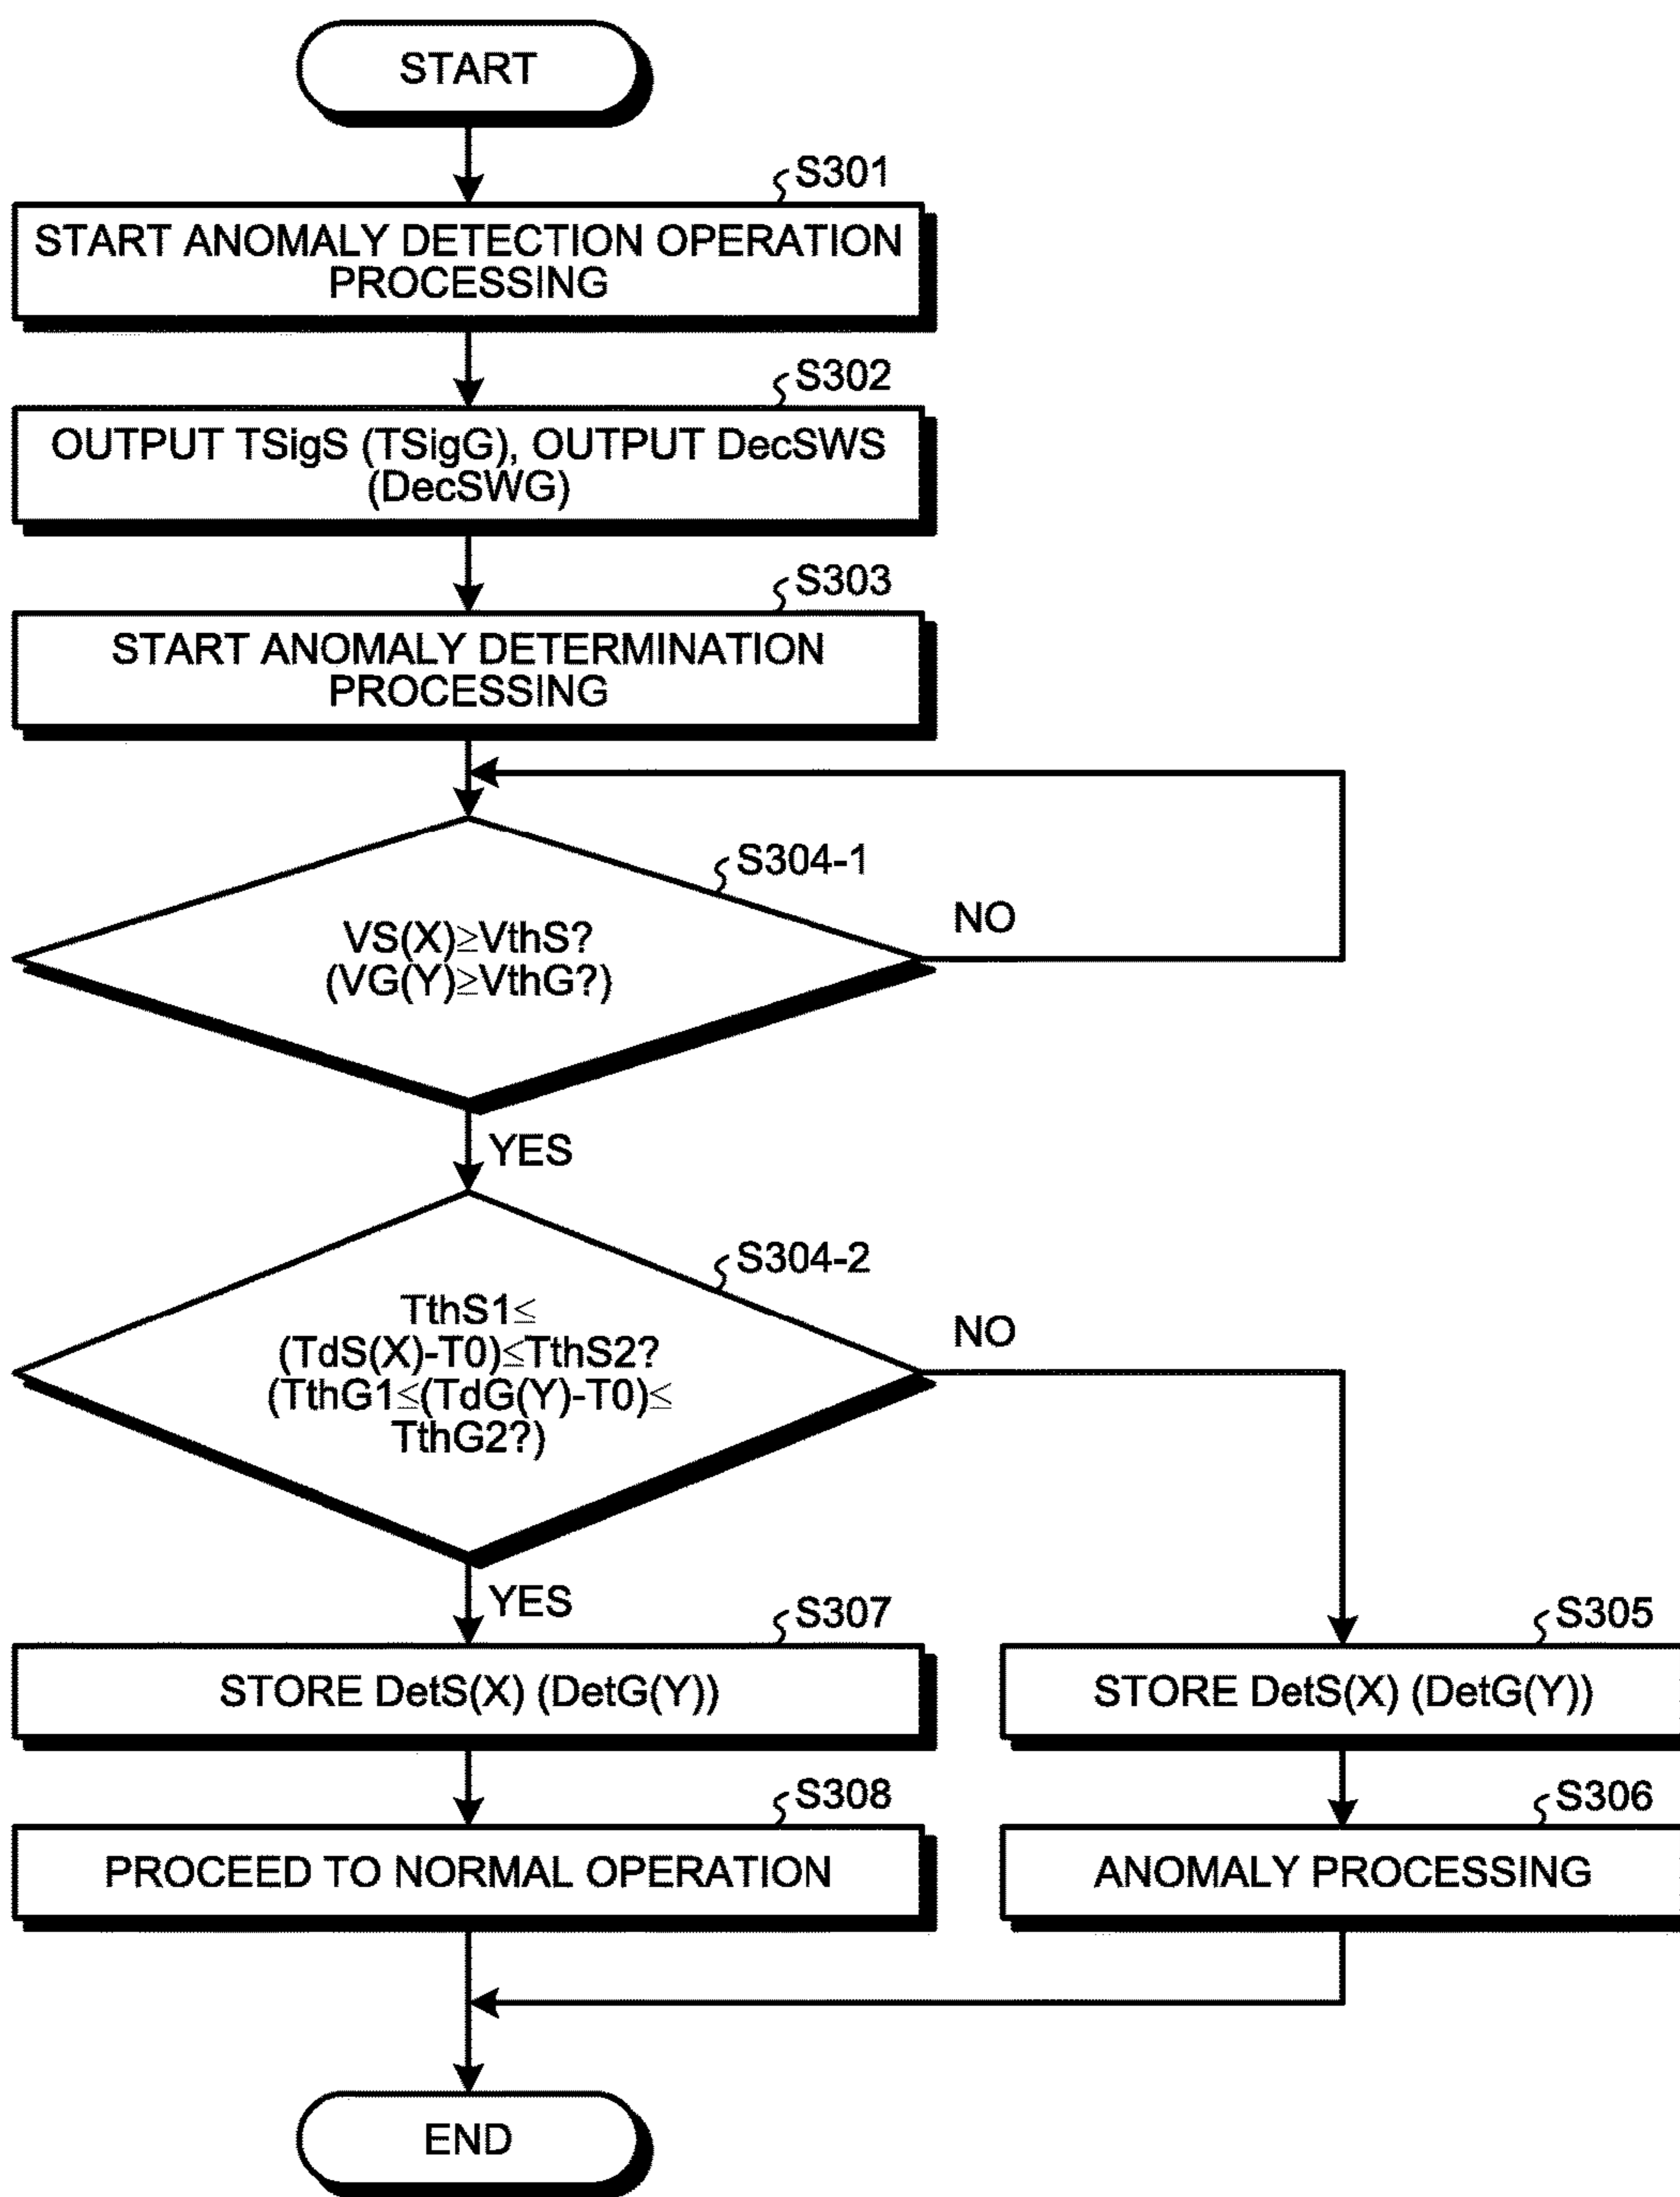 START
S301
START ANOMALY DETECTION OPERATION
PROCESSING
S302
OUTPUT TSigS (TSigG), OUTPUT DecSWS
(DecSWG)
S303
START ANOMALY DETERMINATION
PROCESSING
S304-1
VS(X)≥VthS?
(VG(Y)≥VthG?)
NO
YES
S304-2
TthS1≤
(TdS(X)-T0)≤TthS2?
(TthG1≤(TdG(Y)-T0)≤
TthG2?)
NO
YES
S307
STORE DetS(X) (DetG(Y))
S305
STORE DetS(X) (DetG(Y))
S308
PROCEED TO NORMAL OPERATION
S306
ANOMALY PROCESSING
END